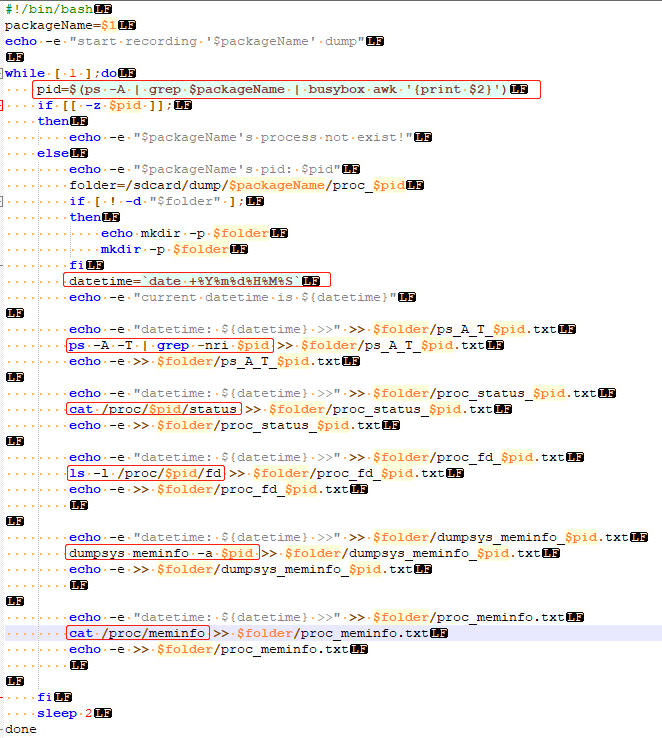 #!/bin/bash
packageName=$1
echo -e "start recording '$packageName' dump"

while [ 1 ];do
    pid=$(ps -A | grep $packageName | busybox awk '{print $2}')
    if [[ -z $pid ]];
    then
        echo -e "$packageName's process not exist!"
    else
        echo -e "$packageName's pid: $pid"
        folder=/sdcard/dump/$packageName/proc_$pid
        if [ ! -d "$folder" ];
        then
            echo mkdir -p $folder
            mkdir -p $folder
        fi
        datetime=`date +%Y%m%d%H%M%S`
        echo -e "current datetime is ${datetime}"

        echo -e "datetime: ${datetime} >>" >> $folder/ps_A_T_$pid.txt
        ps -A -T | grep -nri $pid >> $folder/ps_A_T_$pid.txt
        echo -e >> $folder/ps_A_T_$pid.txt

        echo -e "datetime: ${datetime} >>" >> $folder/proc_status_$pid.txt
        cat /proc/$pid/status >> $folder/proc_status_$pid.txt
        echo -e >> $folder/proc_status_$pid.txt

        echo -e "datetime: ${datetime} >>" >> $folder/proc_fd_$pid.txt
        ls -l /proc/$pid/fd >> $folder/proc_fd_$pid.txt
        echo -e >> $folder/proc_fd_$pid.txt
        

        echo -e "datetime: ${datetime} >>" >> $folder/dumpsys_meminfo_$pid.txt
        dumpsys meminfo -a $pid >> $folder/dumpsys_meminfo_$pid.txt
        echo -e >> $folder/dumpsys_meminfo_$pid.txt
        

        echo -e "datetime: ${datetime} >>" >> $folder/proc_meminfo.txt
        cat /proc/meminfo >> $folder/proc_meminfo.txt
        echo -e >> $folder/proc_meminfo.txt
        

    fi
    sleep 2
done